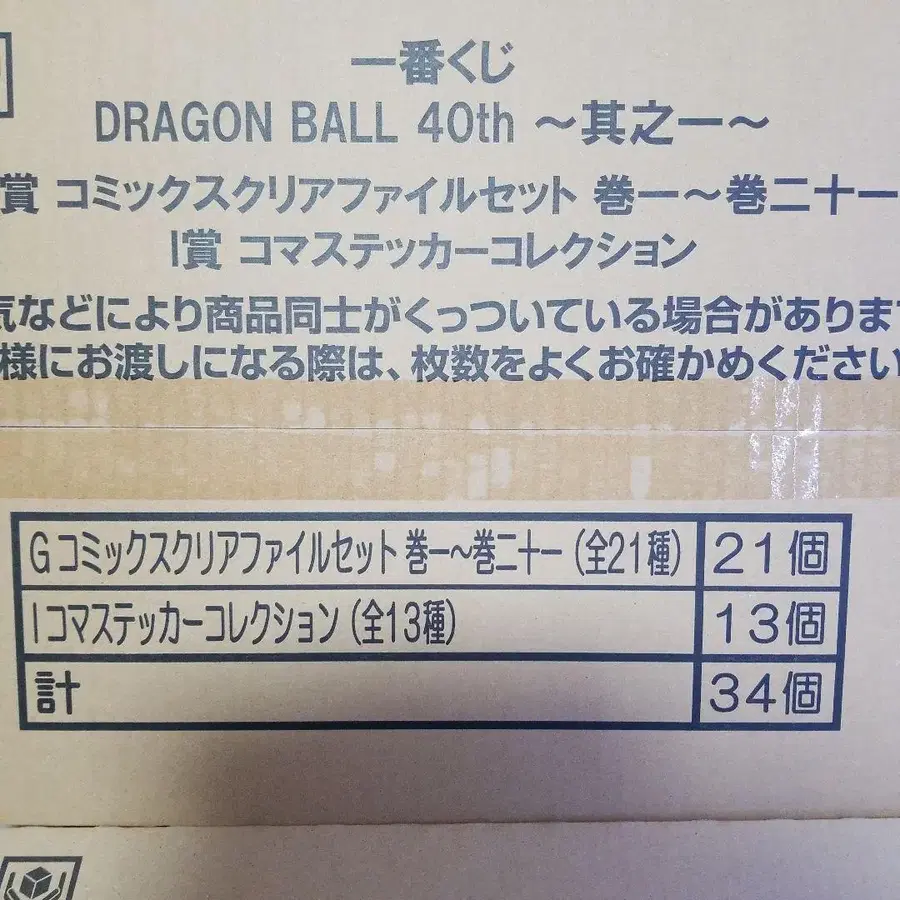 一番くじ
DRAGON BALL 40th ～其之一～
賞 コミックスクリアファイルセット 巻一～巻二十一
I賞 コマステッカーコレクション
気などにより商品同士がくっついている場合があります
様にお渡しになる際は、枚数をよくお確かめください
G コミックスクリアファイルセット 巻一～巻二十一 (全21種) 21個
I コマステッカーコレクション (全13種) 13個
計 34個